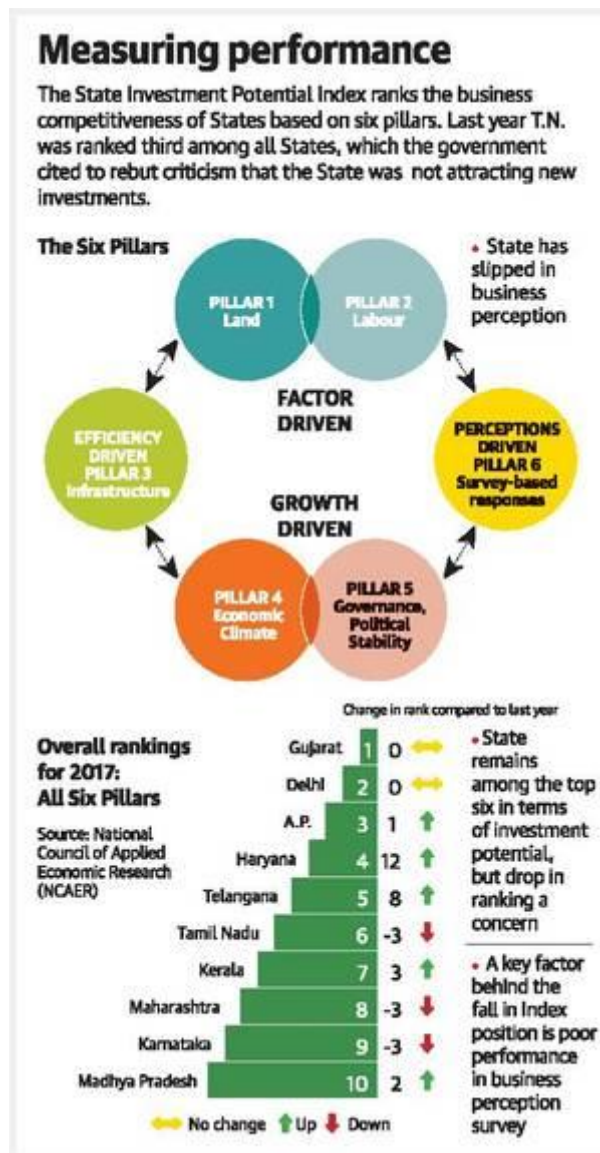 Measuring performance
The State Investment Potential Index ranks the business
competitiveness of States based on six pillars. Last year T.N.
was ranked third among all States, which the government
cited to rebut criticism that the State was not attracting new
investments.
The Six Pillars
PILLAR 1
Land
PILLAR 2
Labour
• State has
slipped in
business
perception
FACTOR
DRIVEN
EFFICIENCY
DRIVEN
PILLAR 3
Infrastructure
PERCEPTIONS
DRIVEN
PILLAR 6
Survey-based
responses
GROWTH
DRIVEN
PILLAR 4
Economic
Climate
PILLAR 5
Governance,
Political
Stability
Change in rank compared to last year
Overall rankings
for 2017:
All Six Pillars
Source: National
Council of Applied
Economic Research
(NCAER)
Gujarat 1 0
Delhi 2 0
A.P. 3 1
Haryana 4 12
Telangana 5 8
Tamil Nadu 6 -3
Kerala 7 3
Maharashtra 8 -3
Karnataka 9 -3
Madhya Pradesh 10 2
No change Up Down
• State
remains
among the top
six in terms
of investment
potential,
but drop in
ranking a
concern
• A key factor
behind the
fall in Index
position is poor
performance
in business
perception
survey